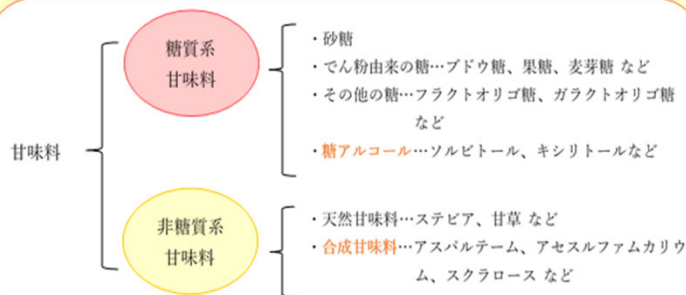 甘味料
糖質系
甘味料
・砂糖
・でん粉由来の糖…ブドウ糖、果糖、麦芽糖 など
・その他の糖…フラクトオリゴ糖、ガラクトオリゴ糖
など
・糖アルコール…ソルビトール、キシリトールなど
非糖質系
甘味料
・天然甘味料…ステビア、甘草 など
・合成甘味料…アスパルテーム、アセスルファムカリウ
ム、スクラロース など